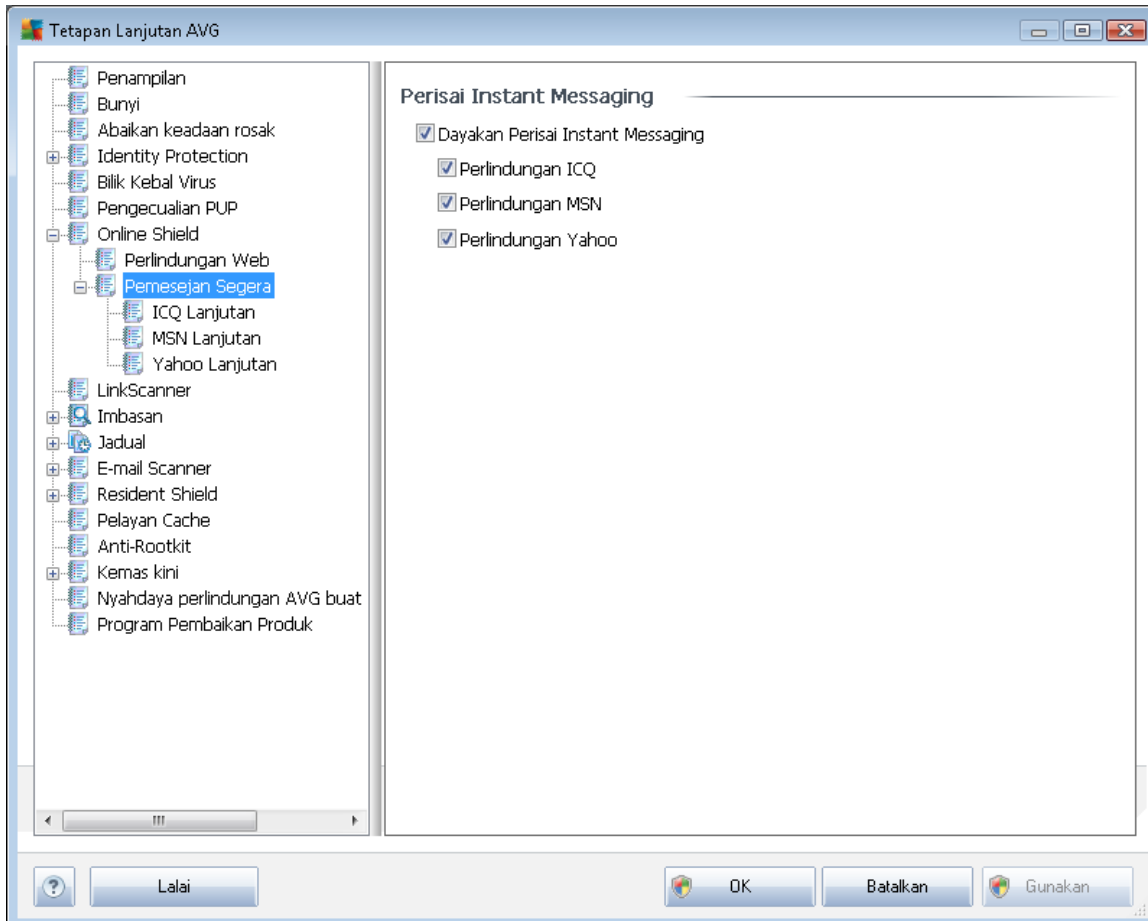 Tetapan Lanjutan AVG
Penampilan
Bunyi
Abaikan keadaan rosak
Identity Protection
Bilik Kebal Virus
Pengecualian PUP
Online Shield
Perlindungan Web
Pemesejan Segera
ICQ Lanjutan
MSN Lanjutan
Yahoo Lanjutan
LinkScanner
Imbasan
Jadual
E-mail Scanner
Resident Shield
Pelayan Cache
Anti-Rootkit
Kemas kini
Nyahdaya perlindungan AVG buat
Program Pembaikan Produk
Perisai Instant Messaging
Dayakan Perisai Instant Messaging
Perlindungan ICQ
Perlindungan MSN
Perlindungan Yahoo
? Lalai OK Batalkan Gunakan